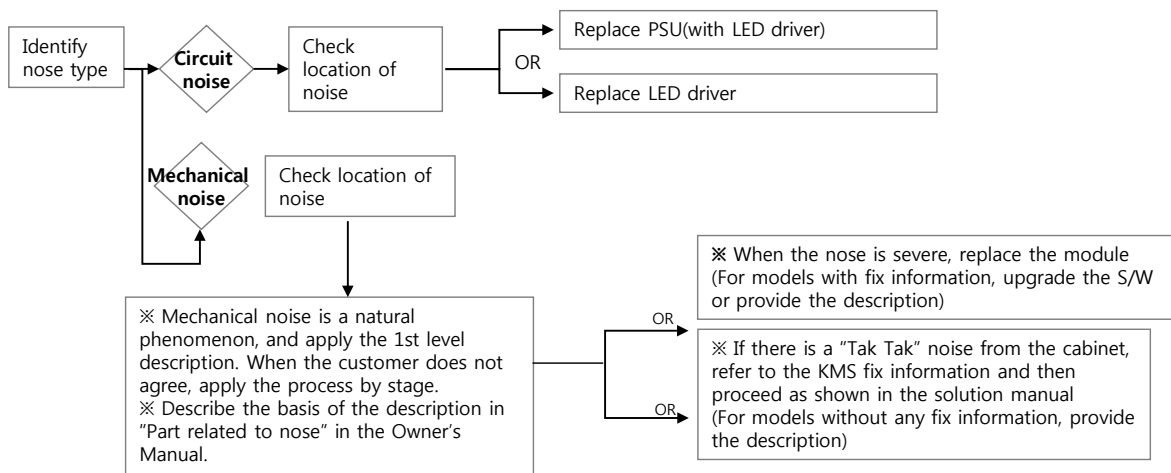 Identify
nose type
Circuit
noise
Check
location of
noise
Replace PSU(with LED driver)
OR
Replace LED driver
Mechanical
noise
Check location of
noise
※ Mechanical noise is a natural
phenomenon, and apply the 1st level
description. When the customer does not
agree, apply the process by stage.
※ Describe the basis of the description in
"Part related to nose" in the Owner's
Manual.
OR
※ When the nose is severe, replace the module
(For models with fix information, upgrade the S/W
or provide the description)
OR
※ If there is a "Tak Tak" noise from the cabinet,
refer to the KMS fix information and then
proceed as shown in the solution manual
(For models without any fix information, provide
the description)